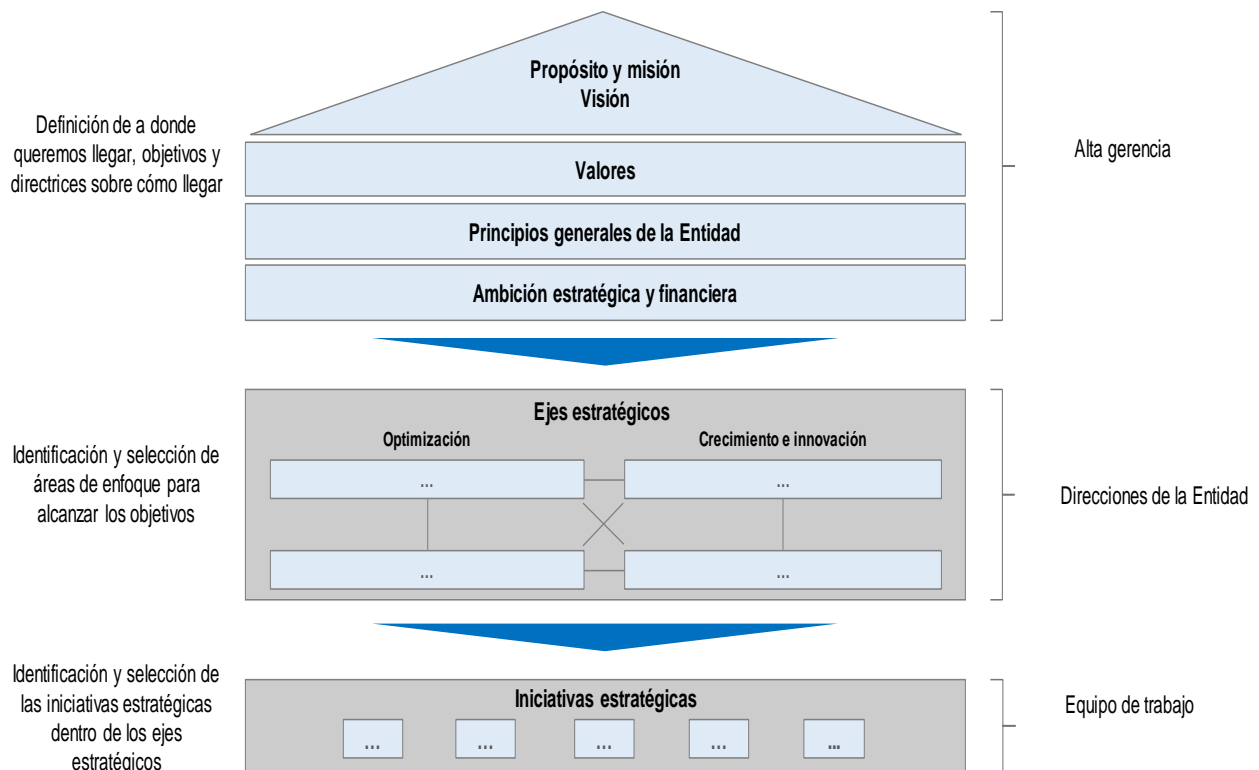 Propósito y misión
Visión
Definición de a donde
queremos llegar, objetivos y
directrices sobre cómo llegar
Alta gerencia
Valores
Principios generales de la Entidad
Ambición estratégica y financiera
Ejes estratégicos
Optimización
Crecimiento e innovación
Identificación y selección de
áreas de enfoque para
alcanzar los objetivos
...
...
Direcciones de la Entidad
...
...
Identificación y selección de
las iniciativas estratégicas
dentro de los ejes
estratégicos
Iniciativas estratégicas
Equipo de trabajo
...
...
...
...
...